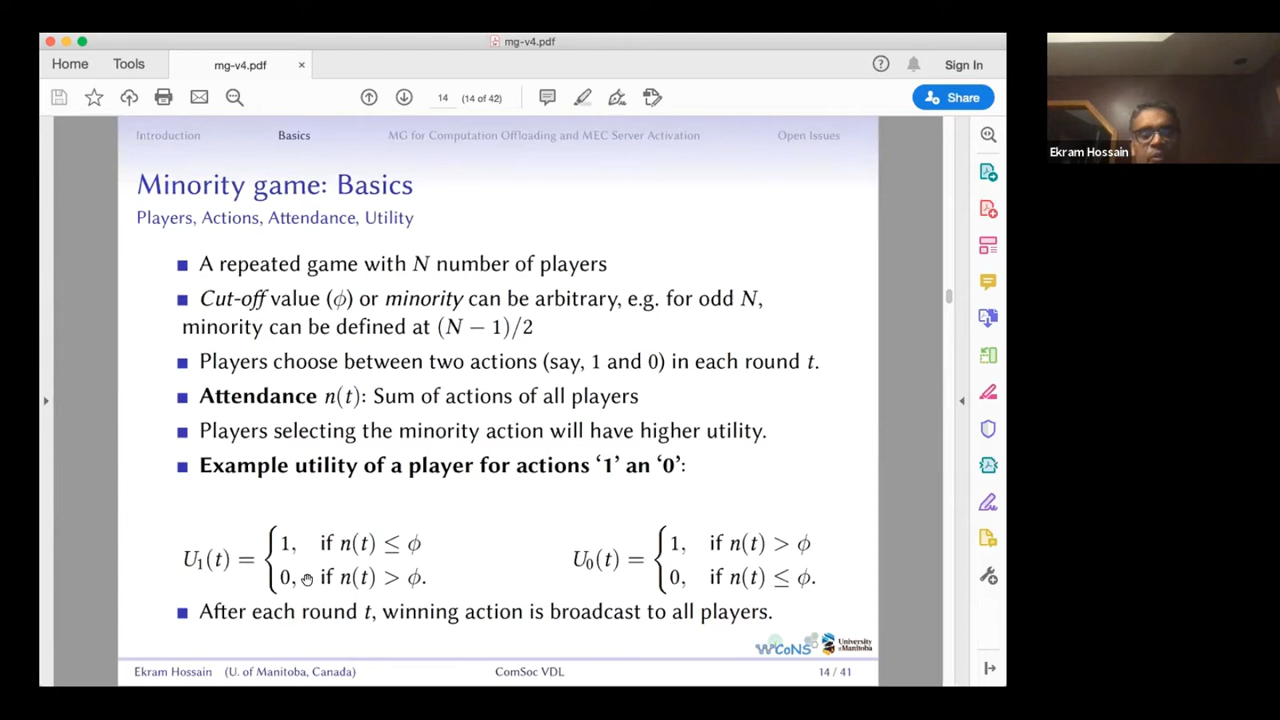 mg-v4.pdf
Home
Tools
mg-v4.pdf
×
Sign In
14 (14 of 42)
Share
Introduction
Basics
MG for Computation Offloading and MEC Server Activation
Open Issues
Minority game: Basics
Players, Actions, Attendance, Utility
A repeated game with N number of players
Cut-off value (ϕ) or minority can be arbitrary, e.g. for odd N,
minority can be defined at (N − 1)/2
Players choose between two actions (say, 1 and 0) in each round t.
Attendance n(t): Sum of actions of all players
Players selecting the minority action will have higher utility.
Example utility of a player for actions ‘1’ an ‘0’:
U₁(t) = { 1, if n(t) ≤ ϕ
0, if n(t) > ϕ.
U₀(t) = { 1, if n(t) > ϕ
0, if n(t) ≤ ϕ.
After each round t, winning action is broadcast to all players.
WCoNS
University
of Manitoba
Ekram Hossain (U. of Manitoba, Canada)
ComSoc VDL
14 / 41
Ekram Hossain